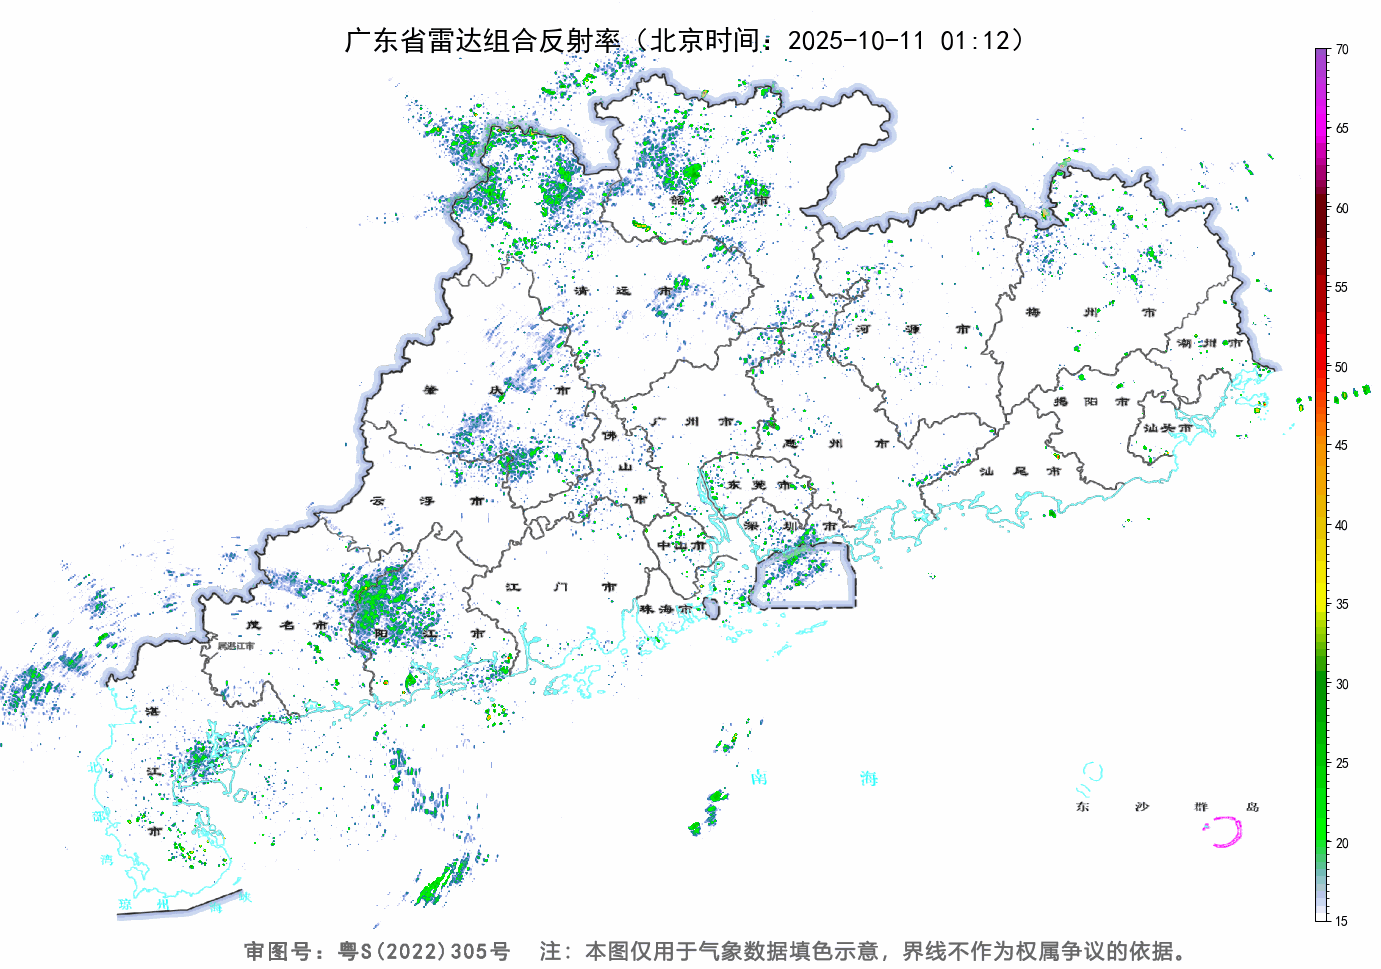 广东省雷达组合反射率（北京时间：2025-10-11 01:12）
70
65
60
55
50
45
40
35
30
25
20
15
韶关市
清远市
河源市
梅州市
潮州市
肇庆市
广州市
惠州市
揭阳市
汕头市
佛山市
东莞市
汕尾市
云浮市
深圳市
中山市
江门市
珠海市
茂名市
阳江市
属湛江市
湛江市
南海
东沙群岛
北部湾
琼州海峡
审图号：粤S(2022)305号 注：本图仅用于气象数据填色示意，界线不作为权属争议的依据。